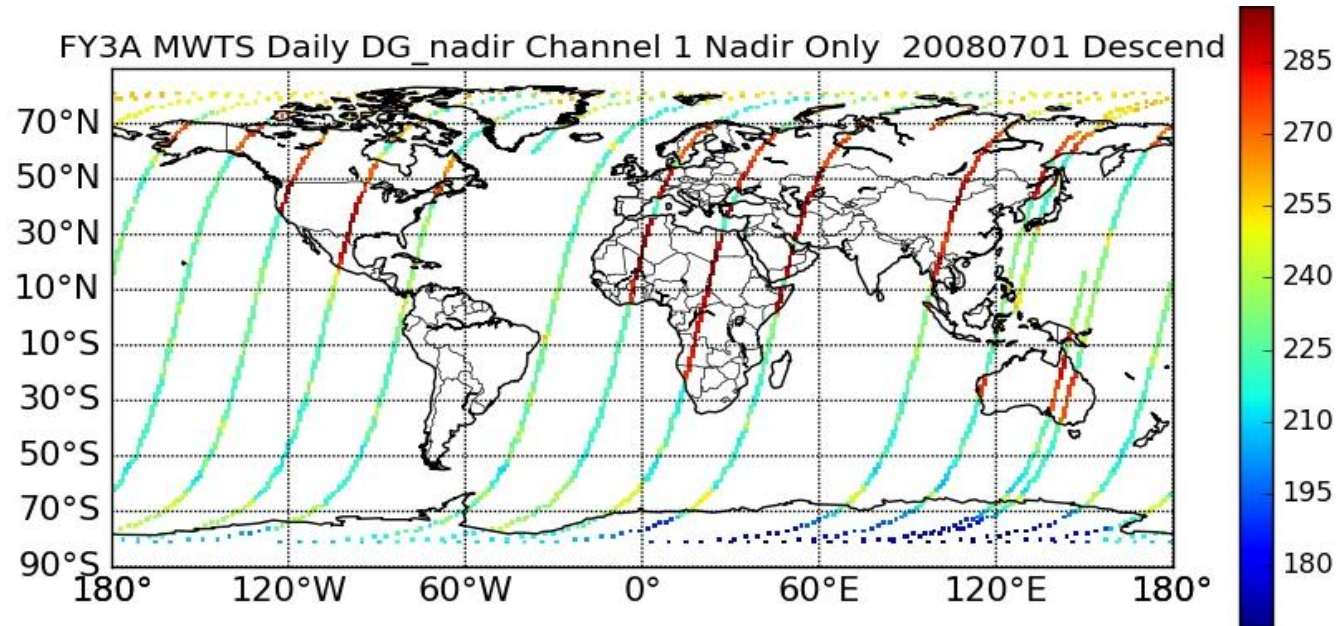 FY3A MWTS Daily DG_nadir Channel 1 Nadir Only 20080701 Descend
70°N
50°N
30°N
10°N
10°S
30°S
50°S
70°S
90°S
180° 120°W 60°W 0° 60°E 120°E 180°
285
270
255
240
225
210
195
180